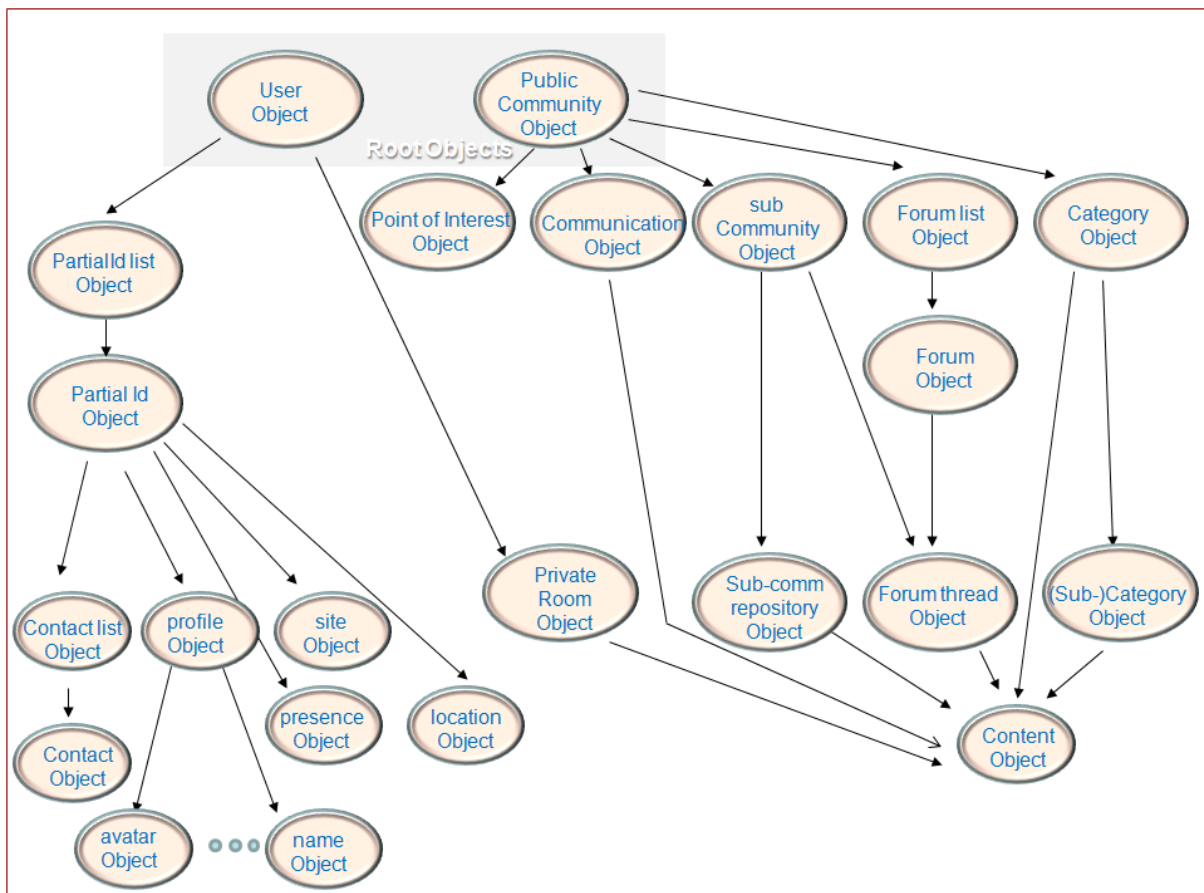 User
Object
Public
Community
Object
Root Objects
Point of Interest
Object
Communication
Object
sub
Community
Object
Forum list
Object
Category
Object
PartialId list
Object
Partial Id
Object
Forum
Object
Private
Room
Object
Sub-comm
repository
Object
Forum thread
Object
(Sub-)Category
Object
Contact list
Object
profile
Object
site
Object
presence
Object
location
Object
Content
Object
Contact
Object
avatar
Object
name
Object